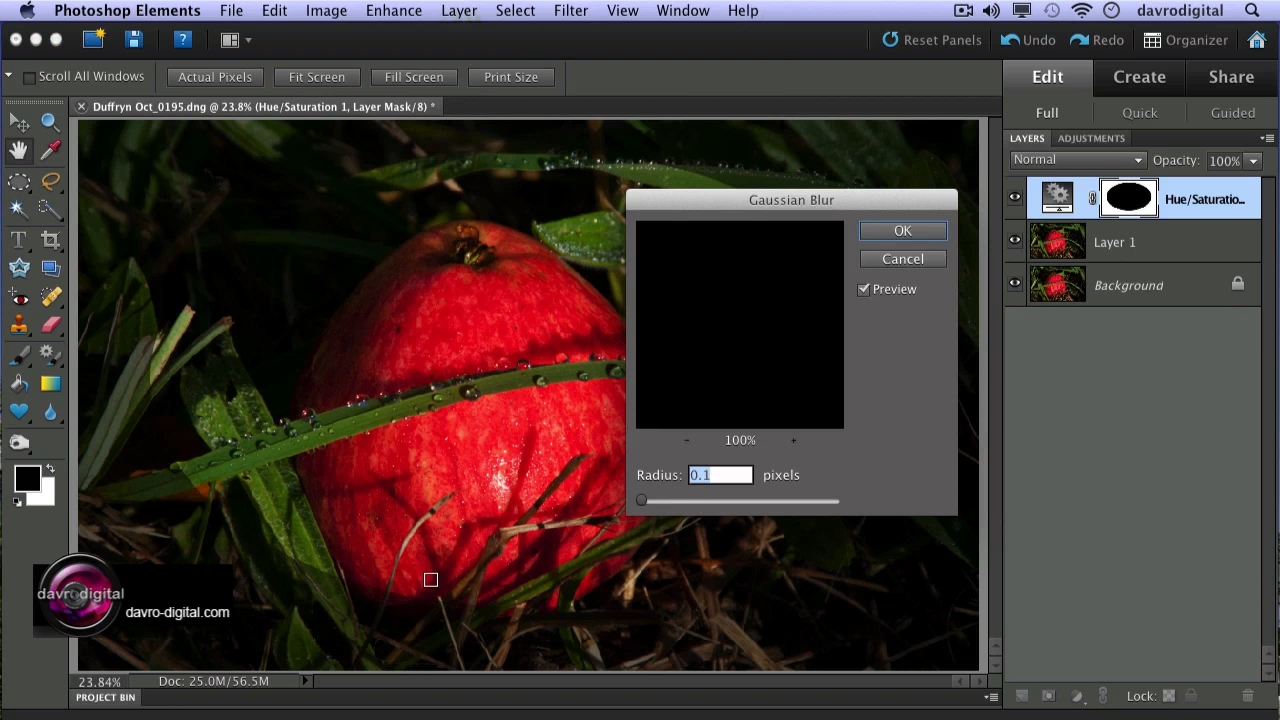 Photoshop Elements File Edit Image Enhance Layer Select Filter View Window Help davrodigital
Reset Panels Undo Redo Organizer
Scroll All Windows Actual Pixels Fit Screen Fill Screen Print Size
Edit Create Share
Duffryn Oct_0195.dng @ 23.8% (Hue/Saturation 1, Layer Mask/8) *
Full Quick Guided
LAYERS ADJUSTMENTS
Normal Opacity: 100%
Hue/Saturatio...
Layer 1
Background
Gaussian Blur
OK
Cancel
Preview
- 100% +
Radius: 0.1 pixels
davro digital
davro-digital.com
23.84% Doc: 25.0M/56.5M
Lock:
PROJECT BIN